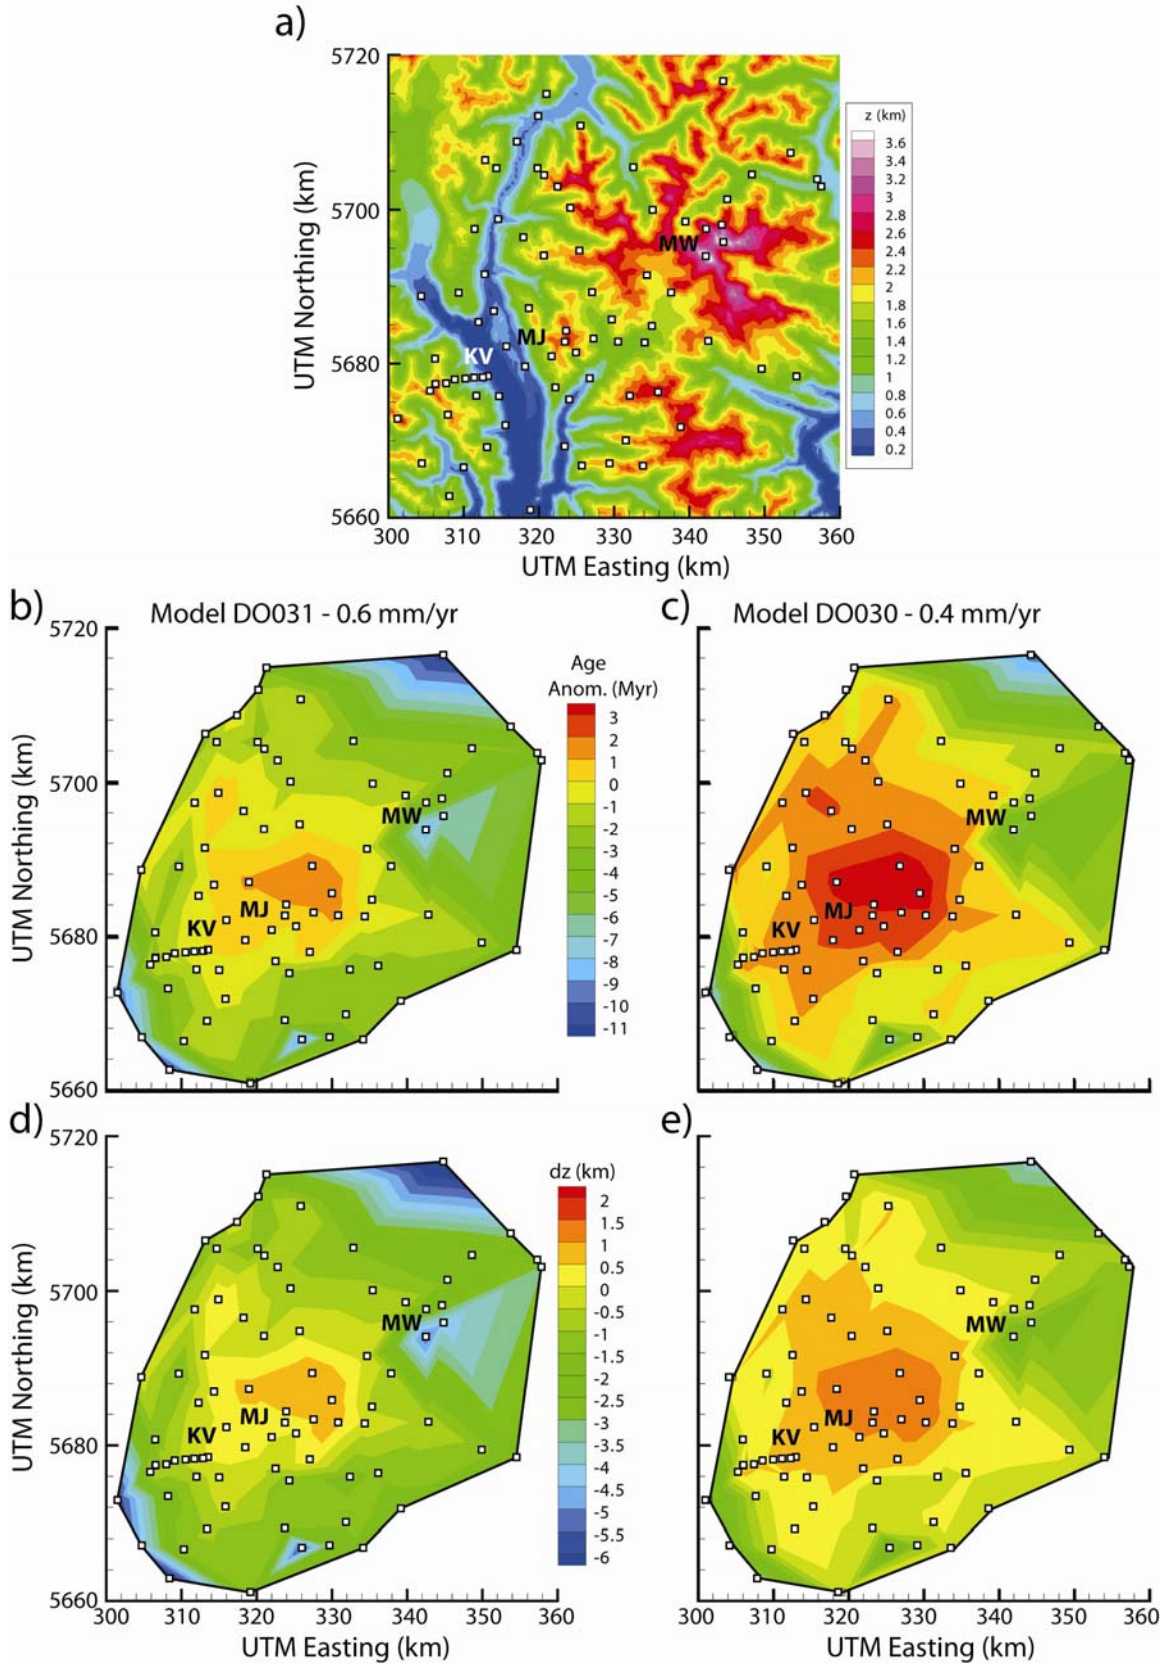 a)
5720
5700
5680
5660
UTM Northing (km)
MW
MJ
KV
300 310 320 330 340 350 360
UTM Easting (km)
z (km)
3.6
3.4
3.2
3
2.8
2.6
2.4
2.2
2
1.8
1.6
1.4
1.2
1
0.8
0.6
0.4
0.2
b) Model DO031 - 0.6 mm/yr
5720
5700
5680
5660
UTM Northing (km)
MW
MJ
KV
Age
Anom. (Myr)
3
2
1
0
-1
-2
-3
-4
-5
-6
-7
-8
-9
-10
-11
c) Model DO030 - 0.4 mm/yr
MW
MJ
KV
d)
5720
5700
5680
5660
UTM Northing (km)
MW
MJ
KV
300 310 320 330 340 350 360
UTM Easting (km)
dz (km)
2
1.5
1
0.5
0
-0.5
-1
-1.5
-2
-2.5
-3
-3.5
-4
-4.5
-5
-5.5
-6
e)
MW
MJ
KV
300 310 320 330 340 350 360
UTM Easting (km)